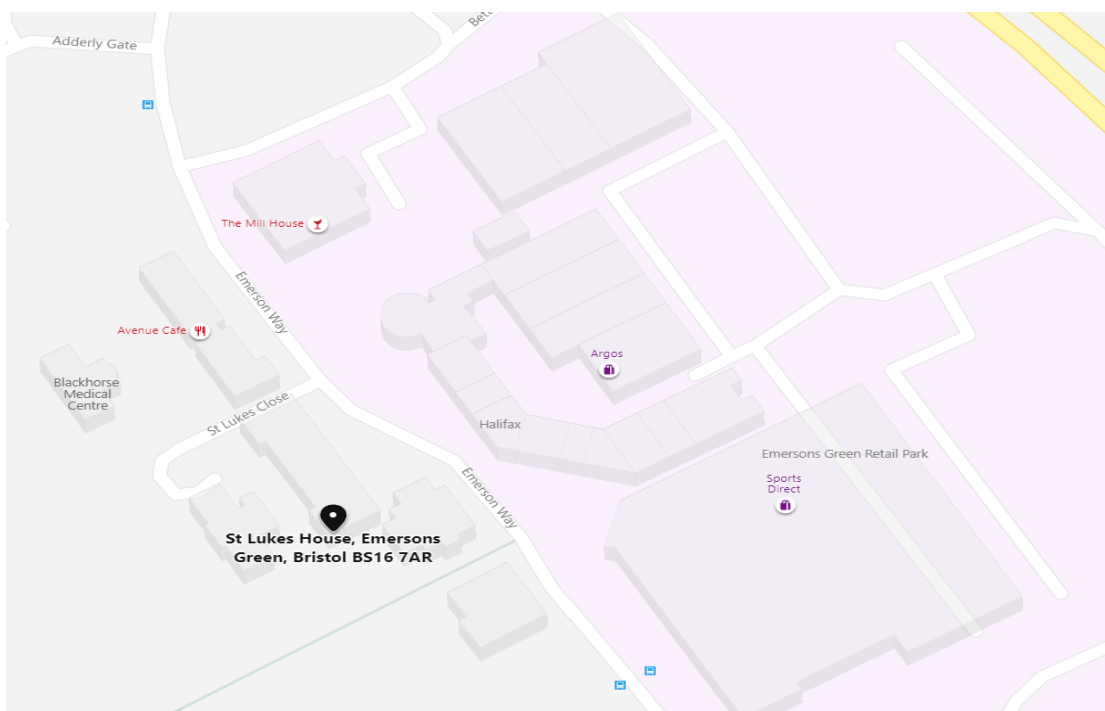 Adderly Gate
Bet
The Mill House
Emerson Way
Avenue Cafe
Argos
Blackhorse
Medical
Centre
St Lukes Close
Halifax
Emersons Green Retail Park
Sports
Direct
Emerson Way
St Lukes House, Emersons
Green, Bristol BS16 7AR